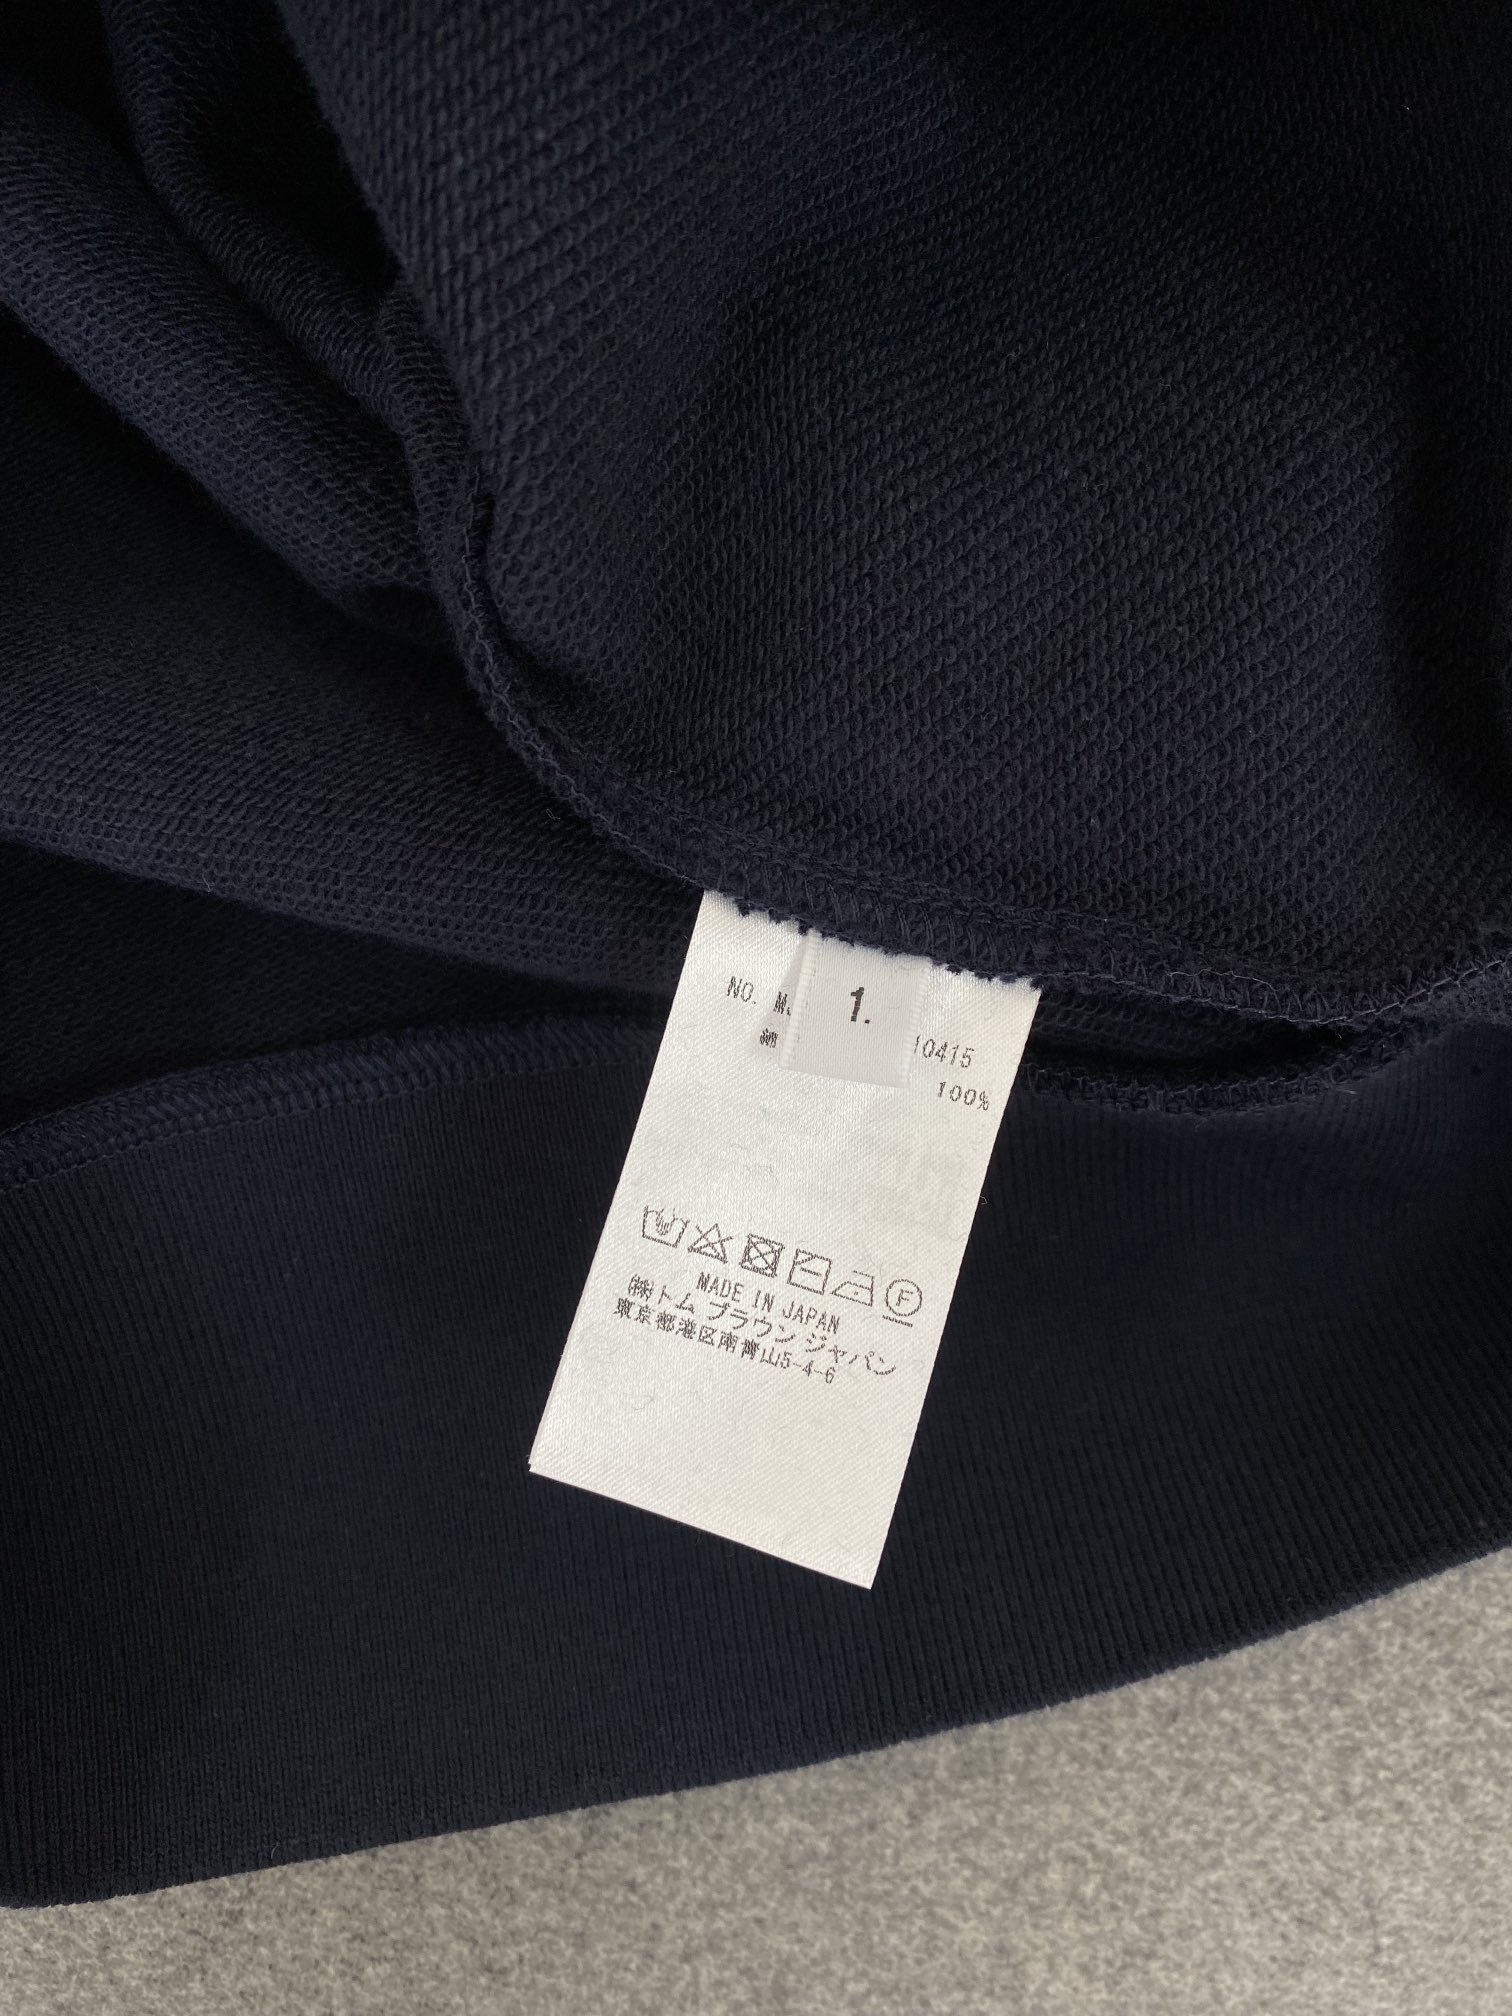 1.
NO.
10415
綿
100%
F
MADE IN JAPAN
(株)トム ブラウン ジャパン
東京都港区南青山5-4-6